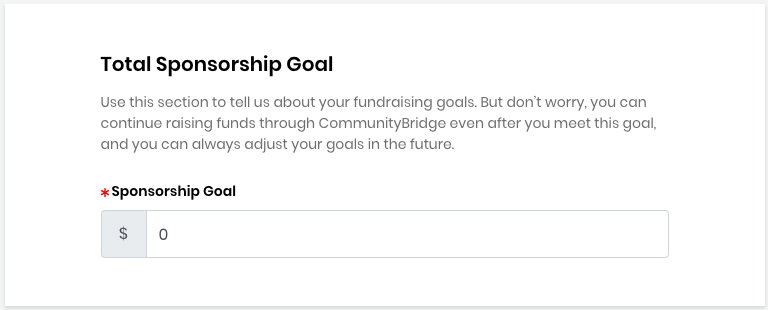 Total Sponsorship Goal
Use this section to tell us about your fundraising goals. But don't worry, you can
continue raising funds through CommunityBridge even after you meet this goal,
and you can always adjust your goals in the future.
*Sponsorship Goal
$ 0